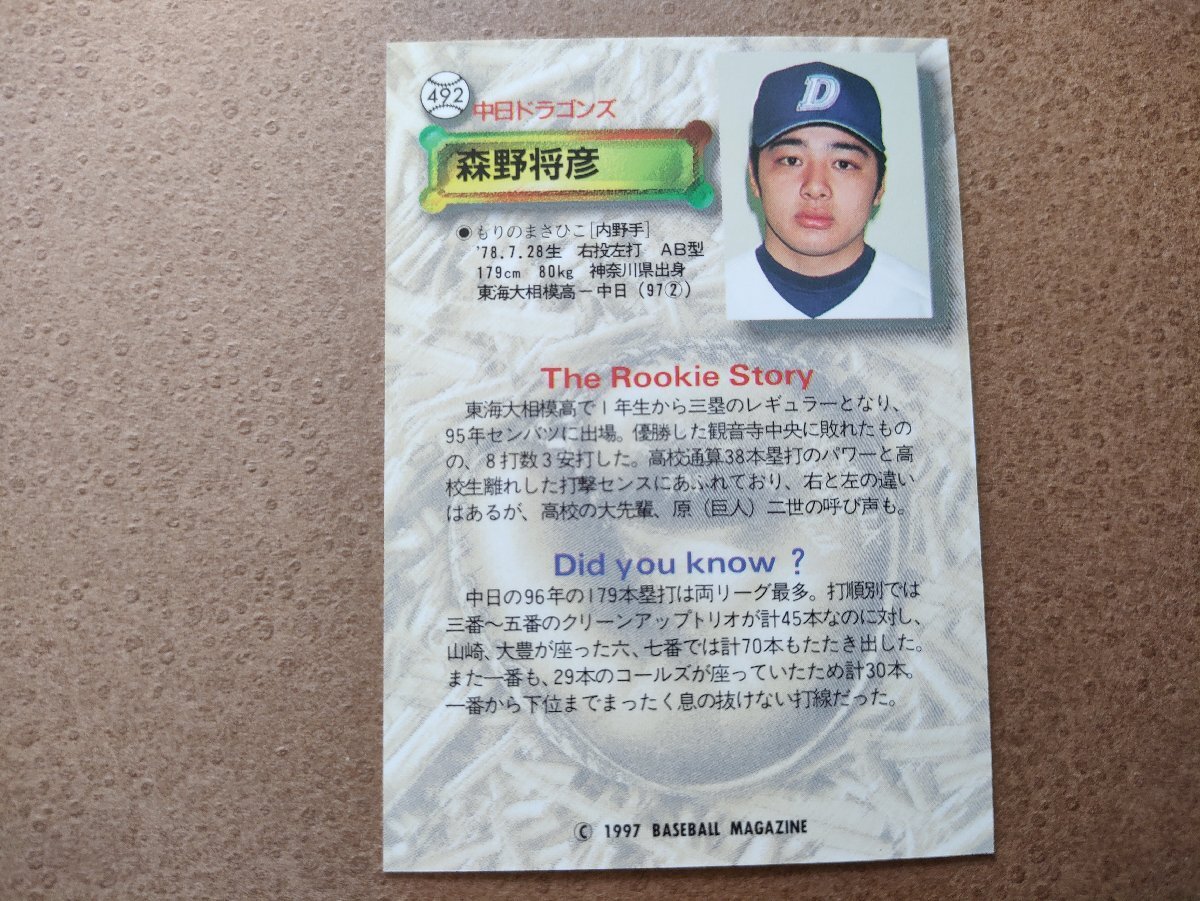 492 中日ドラゴンズ
森野将彦
●もりのまさひこ[内野手]
'78.7.28生 右投左打 AB型
179cm 80kg 神奈川県出身
東海大相模高－中日（97②）
D
The Rookie Story
東海大相模高で1年生から三塁のレギュラーとなり、
95年センバツに出場。優勝した観音寺中央に敗れたもの
の、8打数3安打した。高校通算38本塁打のパワーと高
校生離れした打撃センスにあふれており、右と左の違い
はあるが、高校の大先輩、原（巨人）二世の呼び声も。
Did you know ?
中日の96年の179本塁打は両リーグ最多。打順別では
三番〜五番のクリーンアップトリオが計45本なのに対し、
山崎、大豊が座った六、七番では計70本もたたき出した。
また一番も、29本のコールズが座っていたため計30本。
一番から下位までまったく息の抜けない打線だった。
© 1997 BASEBALL MAGAZINE